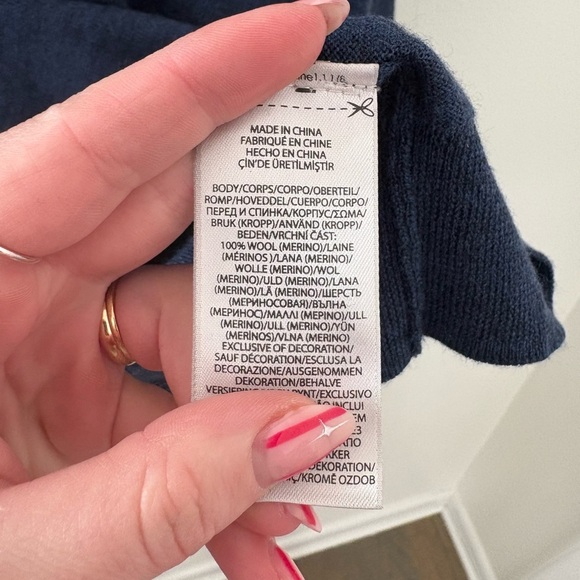 MADE IN CHINA
FABRIQUÉ EN CHINE
HECHO EN CHINA
ÇİN'DE ÜRETİLMİŞTİR
BODY/CORPS/CORPO/OBERTEIL/
ROMP/HOVEDDEL/CUERPO/CORPO/
ПЕРЕД И СПИНКА/КОРПУС/ΣΩΜΑ/
BRUK (KROPP)/ANVÄND (KROPP)/
BEDEN/VRCHNÍ ČÁST:
100% WOOL (MERINO)/LAINE
(MÉRINOS)/LANA (MERINO)/
WOLLE (MERINO)/WOL
(MERINO)/ULD (MERINO)/LANA
(MERINO)/LÃ (MERINO)/ШЕРСТЬ
(МЕРИНОСОВАЯ)/ВЪЛНА
(МЕРИНОС)/ΜΑΛΛΙ (ΜΕΡΙΝΟ)/ULL
(MERINO)/ULL (MERINO)/YÜN
(MERİNOS)/VLNA (MERINO)
EXCLUSIVE OF DECORATION/
SAUF DÉCORATION/ESCLUSA LA
DECORAZIONE/AUSGENOMMEN
DEKORATION/BEHALVE
EXCLUSIVO
INCLUI
DEKORATION/
KROMĚ OZDOB